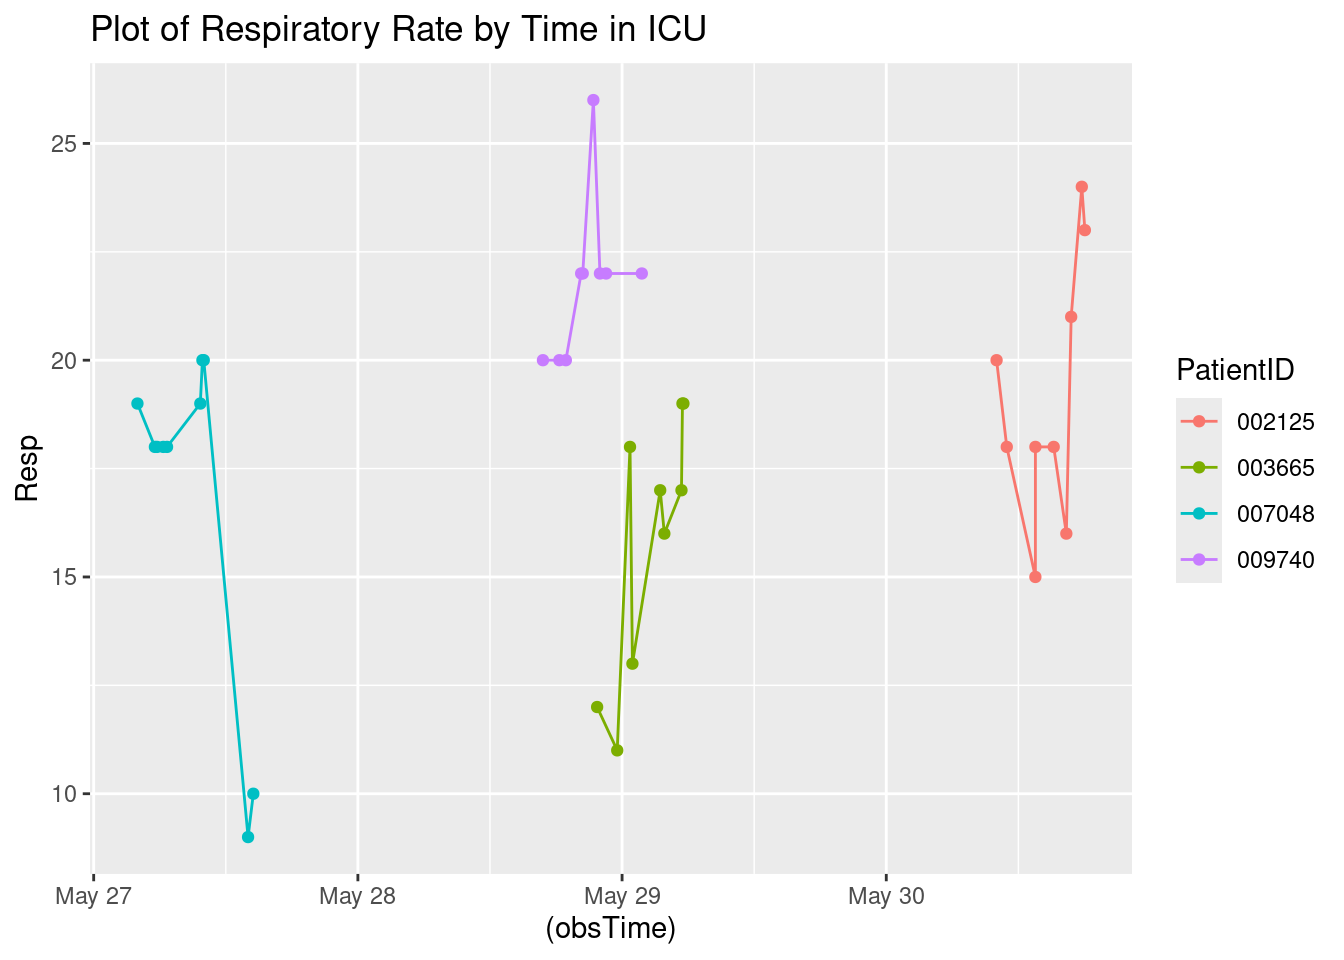 Plot of Respiratory Rate by Time in ICU
25
20
15
10
Resp
May 27
May 28
May 29
May 30
(obsTime)
PatientID
002125
003665
007048
009740